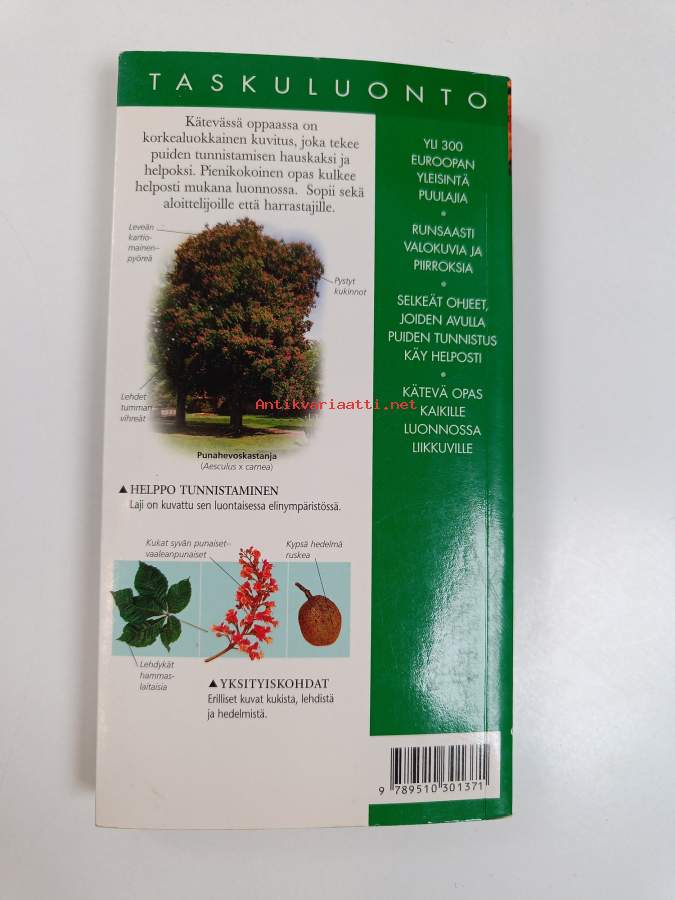 TASKULUONTO
Kätevässä oppaassa on
korkealuokkainen kuvitus, joka tekee
puiden tunnistamisen hauskaksi ja
helpoksi. Pienikokoinen opas kulkee
helposti mukana luonnossa. Sopii sekä
aloittelijoille että harrastajille.
Leveän
kartio-
mainen-
pyöreä
Pystyt
kukinnot
Lehdet
tumman
vihreät
Antikvariaatti.net
Punahevoskastanja
(Aesculus x carnea)
▲ HELPPO TUNNISTAMINEN
Laji on kuvattu sen luontaisessa elinympäristössä.
Kukat syvän punaiset-
vaaleanpunaiset
Kypsä hedelmä
ruskea
Lehdykät
hammas-
laitaisia
▲ YKSITYISKOHDAT
Erilliset kuvat kukista, lehdistä
ja hedelmistä.
YLI 300
EUROOPAN
YLEISINTÄ
PUULAJIA
•
RUNSAASTI
VALOKUVIA JA
PIIRROKSIA
•
SELKEÄT OHJEET,
JOIDEN AVULLA
PUIDEN TUNNISTUS
KÄY HELPOSTI
•
KÄTEVÄ OPAS
KAIKILLE
LUONNOSSA
LIIKKUVILLE
9 789510 301371